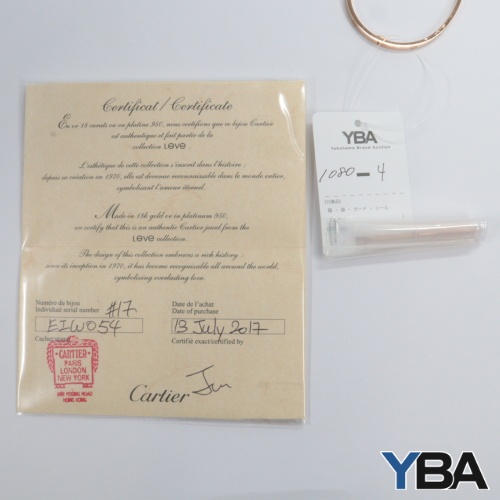 Certificat / Certificate
En or 18 carats ou en platine 950, nous certifions que ce bijou Cartier
est authentique et fait partie de la
collection LOVE
L'esthétique de cette collection s'inscrit dans l'histoire :
depuis sa création en 1970, elle est devenue reconnaissable dans le monde entier,
symbolisant l'amour éternel.
Made in 18k gold or in platinum 950,
we certify that this is an authentic Cartier jewel from the
LOVE collection.
The design of this collection embraces a rich history :
since its inception in 1970, it has become recognisable all around the world,
symbolising everlasting love.
Numéro du bijou
Individual serial number
#17
EIW054
Date de l'achat
Date of purchase
13 July 2017
Certifié exact/certified by
CARTIER
PARIS
LONDON
NEW YORK
HONG KONG
Cartier
YBA
Yokohama Brand Auction
1080-4
YBA